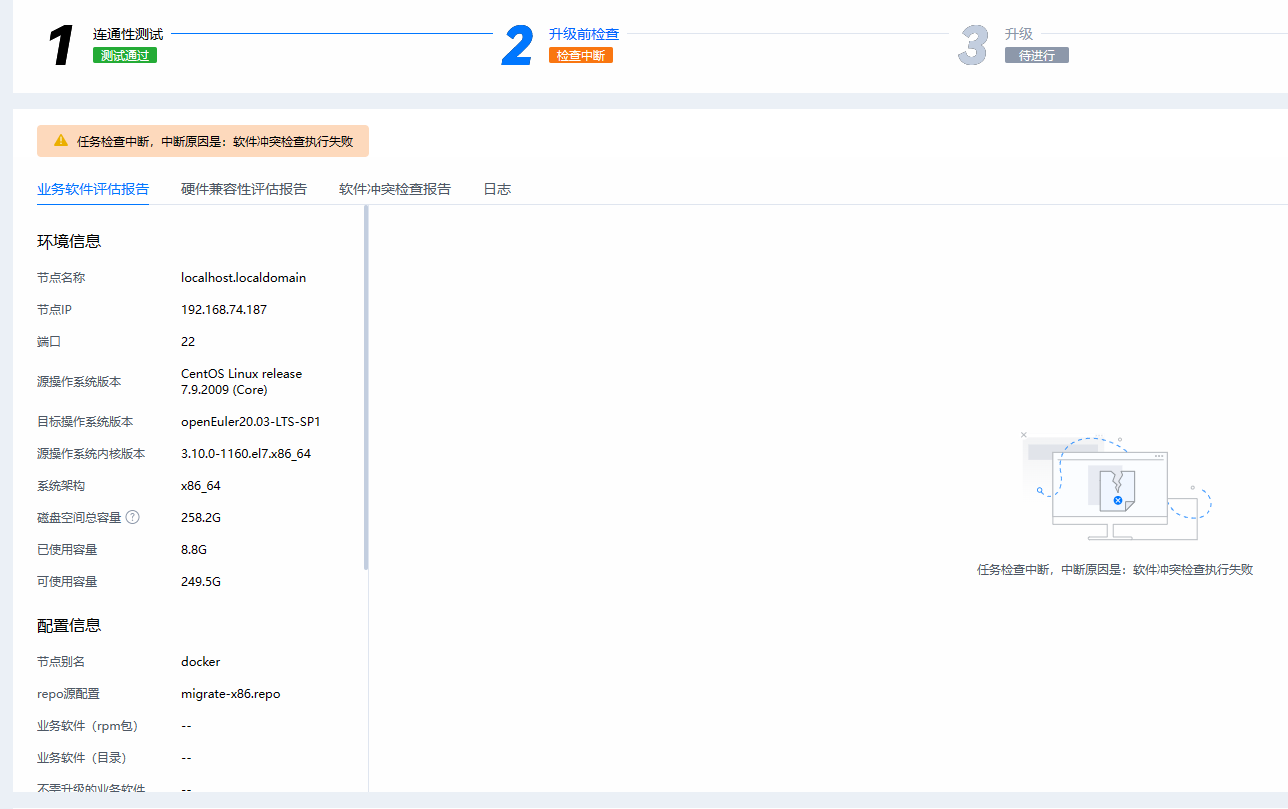 1
连通性测试
测试通过
2
升级前检查
检查中断
3
升级
待进行
任务检查中断，中断原因是：软件冲突检查执行失败
业务软件评估报告
硬件兼容性评估报告
软件冲突检查报告
日志
环境信息
节点名称 localhost.localdomain
节点IP 192.168.74.187
端口 22
源操作系统版本 CentOS Linux release
7.9.2009 (Core)
目标操作系统版本 openEuler20.03-LTS-SP1
源操作系统内核版本 3.10.0-1160.el7.x86_64
系统架构 x86_64
磁盘空间总容量 ? 258.2G
已使用容量 8.8G
可使用容量 249.5G
任务检查中断，中断原因是：软件冲突检查执行失败
配置信息
节点别名 docker
repo源配置 migrate-x86.repo
业务软件（rpm包） --
业务软件（目录） --
不需升级的业务软件 --